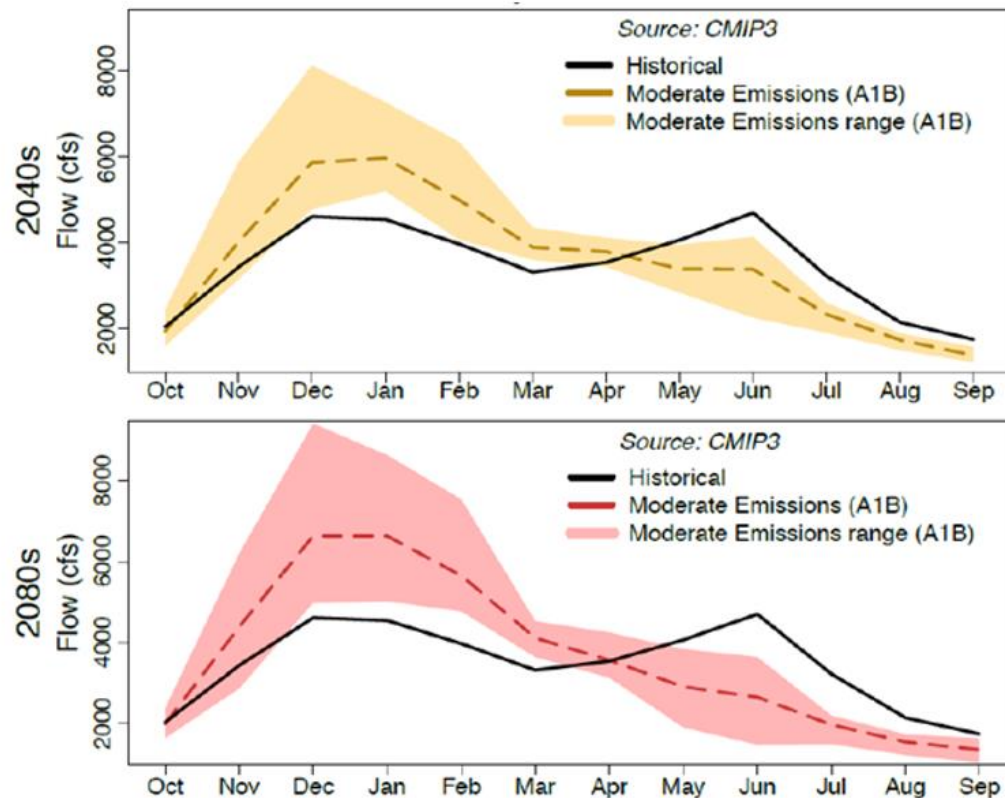 Source: CMIP3
Historical
Moderate Emissions (A1B)
Moderate Emissions range (A1B)
2040s
Flow (cfs)
8000
6000
4000
2000
Oct Nov Dec Jan Feb Mar Apr May Jun Jul Aug Sep
Source: CMIP3
Historical
Moderate Emissions (A1B)
Moderate Emissions range (A1B)
2080s
Flow (cfs)
8000
6000
4000
2000
Oct Nov Dec Jan Feb Mar Apr May Jun Jul Aug Sep